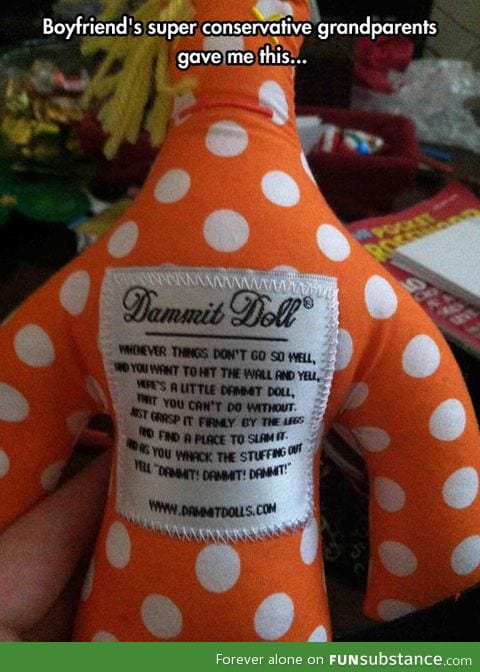 Boyfriend's super conservative grandparents
gave me this...
Dammit Doll®
WHENEVER THINGS DON'T GO SO WELL,
AND YOU WANT TO HIT THE WALL AND YELL,
HERE'S A LITTLE DAMMIT DOLL,
THAT YOU CAN'T DO WITHOUT.
JUST GRASP IT FIRMLY BY THE LEGS
AND FIND A PLACE TO SLAM IT.
AND AS YOU WHACK THE STUFFING OUT
YELL "DAMMIT! DAMMIT! DAMMIT!"
WWW.DAMMITDOLLS.COM
POCKET
Forever alone on FUNsubstance.com